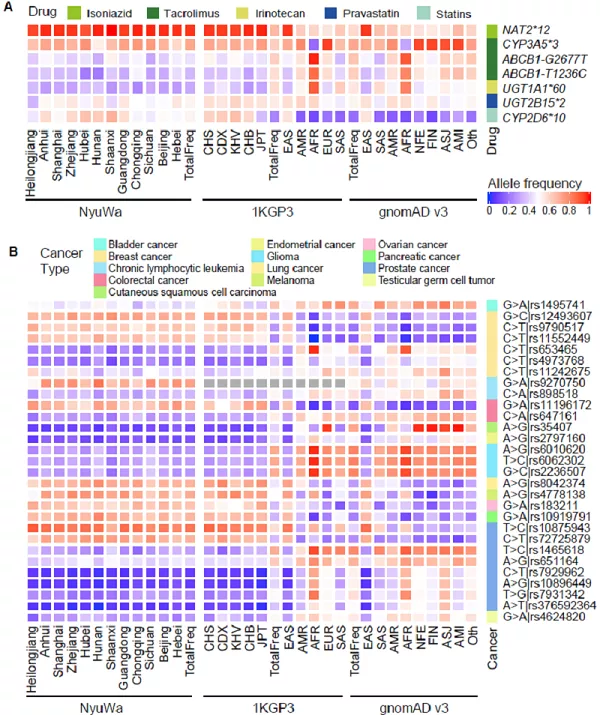 A
Drug
Isoniazid
Tacrolimus
Irinotecan
Pravastatin
Statins
NAT2*12
CYP3A5*3
ABCB1-G2677T
ABCB1-T1236C
UGT1A1*60
UGT2B15*2
CYP2D6*10
Heilongjiang
Anhui
Shanghai
Zhejiang
Hubei
Hunan
Shaanxi
Guangdong
Chongqing
Sichuan
Beijing
Hebei
TotalFreq
CHS
CDX
KHV
CHB
JPT
TotalFreq
EAS
AMR
AFR
EUR
SAS
TotalFreq
EAS
SAS
AMR
AFR
NFE
FIN
ASJ
AMI
Oth
Drug
NyuWa
1KGP3
gnomAD v3
Allele frequency
0 0.2 0.4 0.6 0.8 1
B
Cancer Type
Bladder cancer
Breast cancer
Chronic lymphocytic leukemia
Colorectal cancer
Cutaneous squamous cell carcinoma
Endometrial cancer
Glioma
Lung cancer
Melanoma
Ovarian cancer
Pancreatic cancer
Prostate cancer
Testicular germ cell tumor
G>A|rs1495741
G>C|rs12493607
C>T|rs9790517
C>T|rs11552449
C>T|rs653465
C>T|rs4973768
C>T|rs11242675
G>A|rs9270750
C>A|rs898518
G>A|rs11196172
C>A|rs647161
A>G|rs35407
A>G|rs2797160
A>G|rs6010620
T>C|rs6062302
G>C|rs2236507
A>G|rs8042374
A>G|rs4778138
G>A|rs183211
G>A|rs10919791
T>C|rs10875943
C>T|rs72725879
T>C|rs1465618
A>G|rs651164
C>T|rs7929962
A>G|rs10896449
T>G|rs7931342
A>T|rs376592364
G>A|rs4624820
Heilongjiang
Anhui
Shanghai
Zhejiang
Hubei
Hunan
Shaanxi
Guangdong
Chongqing
Sichuan
Beijing
Hebei
TotalFreq
CHS
CDX
KHV
CHB
JPT
TotalFreq
EAS
AMR
AFR
EUR
SAS
TotalFreq
EAS
SAS
AMR
AFR
NFE
FIN
ASJ
AMI
Oth
Cancer
NyuWa
1KGP3
gnomAD v3